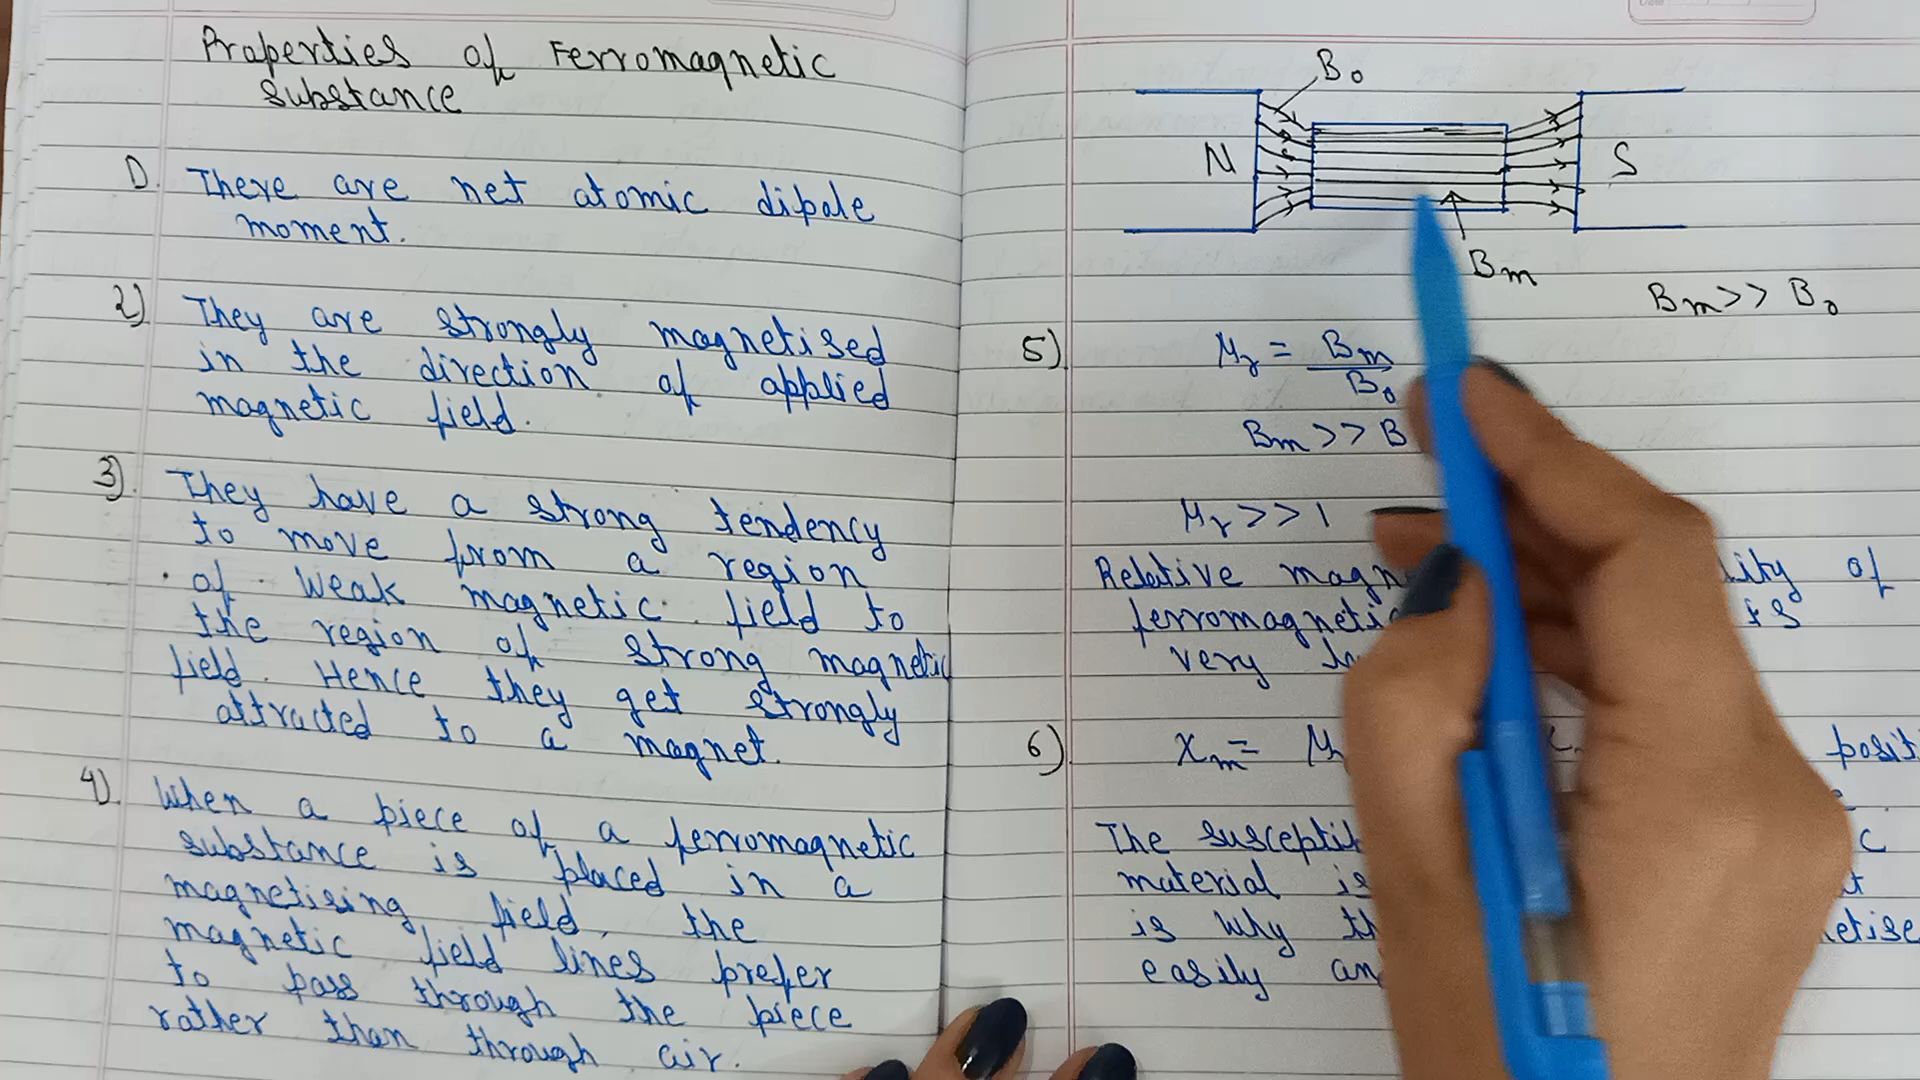 Properties of Ferromagnetic
substance
1). There are net atomic dipole
moment.
2) They are strongly magnetised
in the direction of applied
magnetic field.
3). They have a strong tendency
to move from a region
of weak magnetic field to
the region of strong magnetic
field. Hence they get strongly
attracted to a magnet.
4). When a piece of a ferromagnetic
substance is placed in a
magnetising field, the
magnetic field lines prefer
to pass through the piece
rather than through air.
B₀
N
S
Bm
Bm >> B₀
5). μr = Bm / B₀
Bm >> B
μr >> 1
Relative of
very
6). Xm =
The
material is
is why
easily